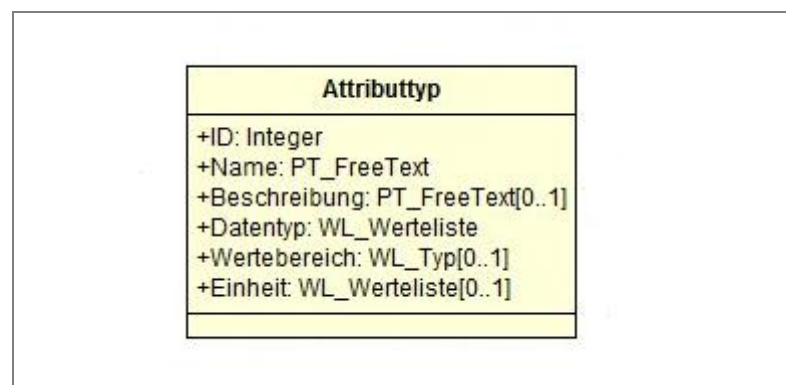 Attributtyp
+ID: Integer
+Name: PT_FreeText
+Beschreibung: PT_FreeText[0..1]
+Datentyp: WL_Werteliste
+Wertebereich: WL_Typ[0..1]
+Einheit: WL_Werteliste[0..1]